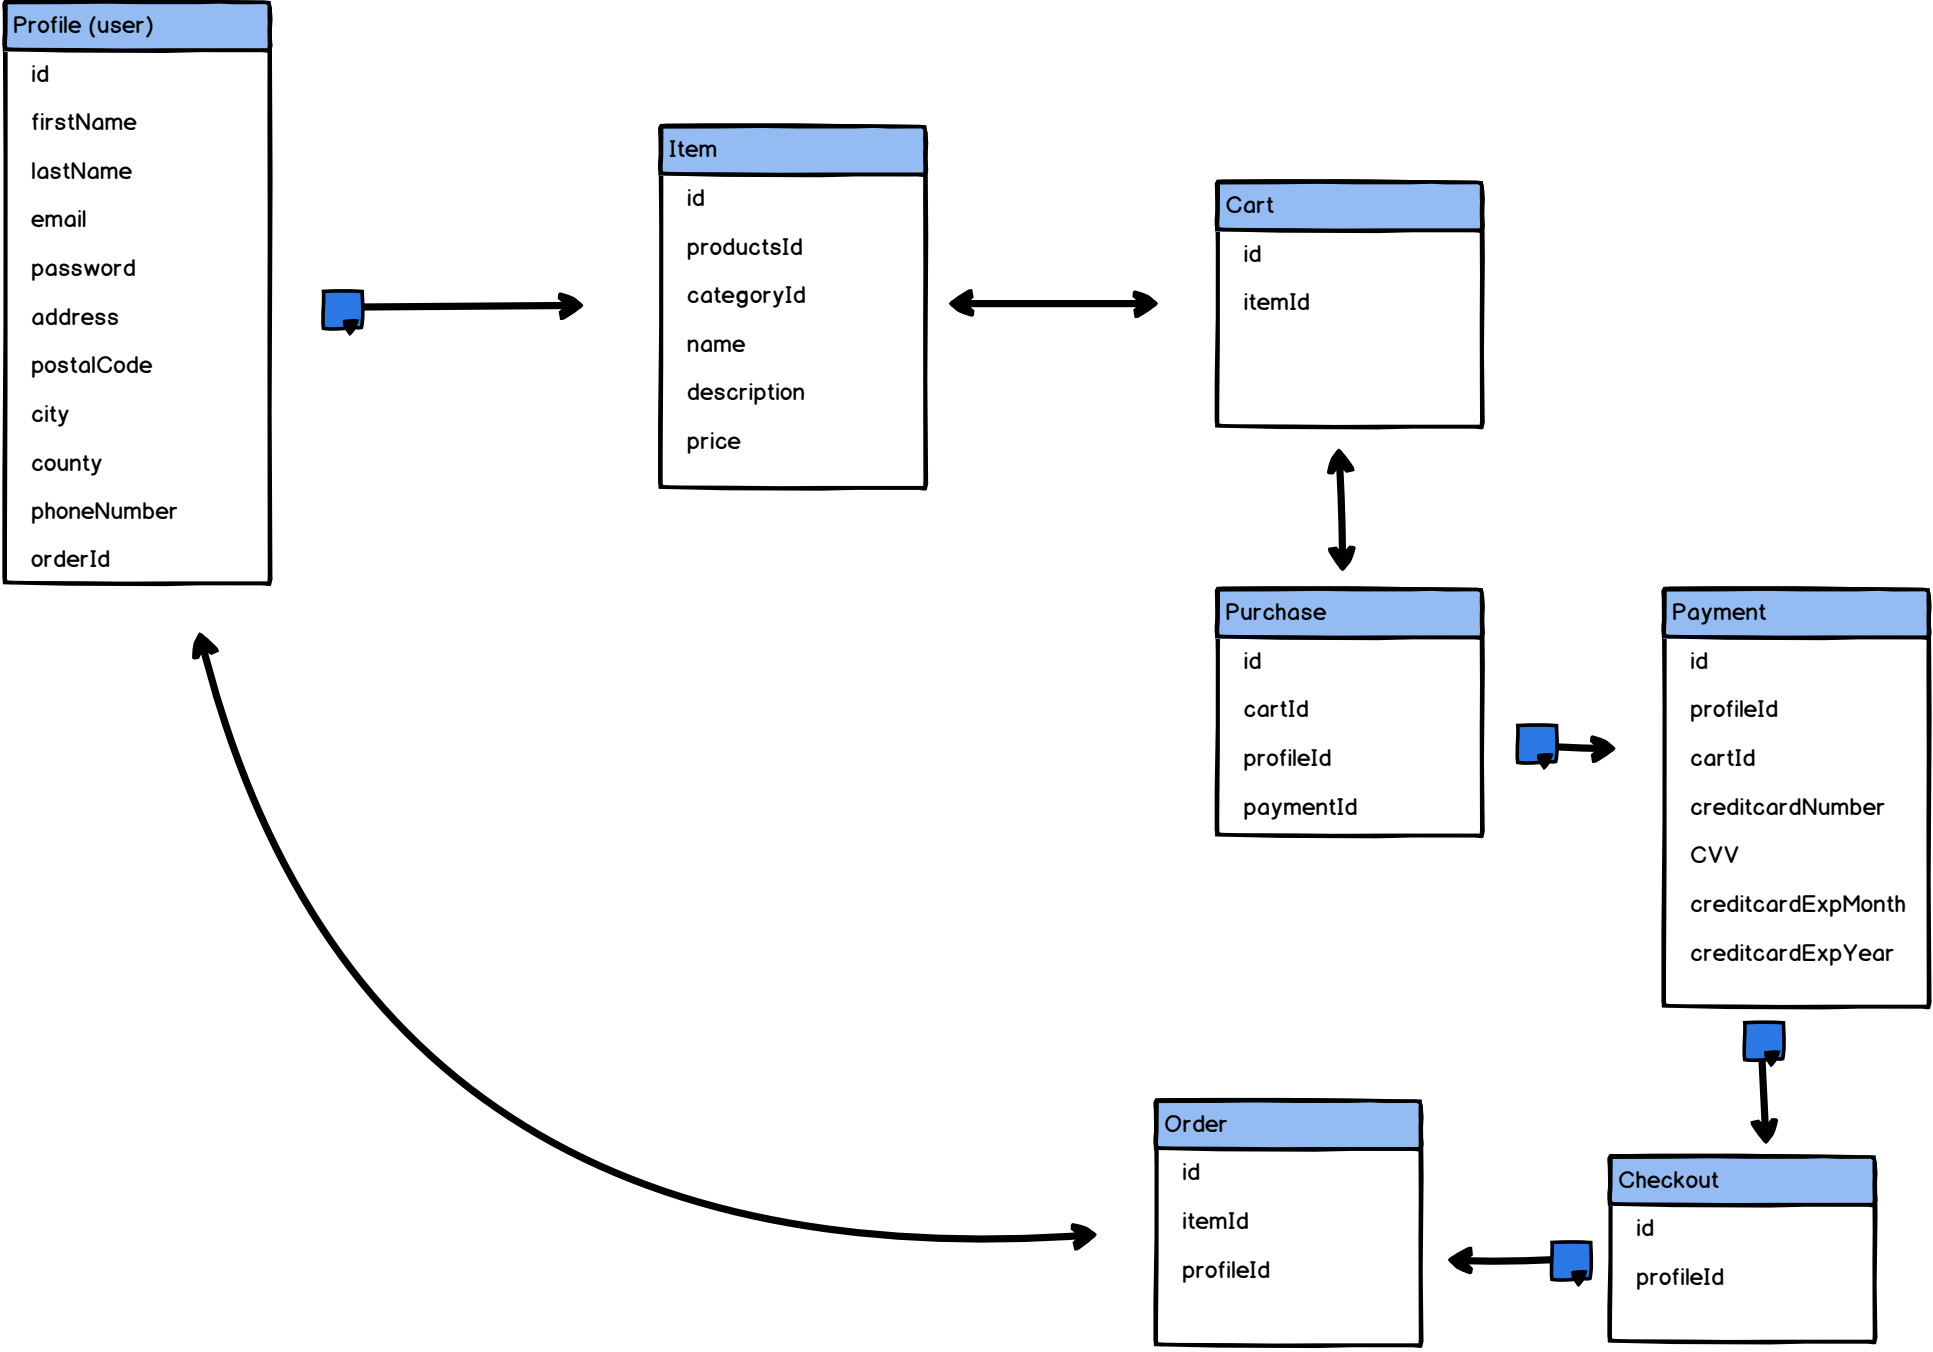 Profile (user)
id
firstName
lastName
email
password
address
postalCode
city
county
phoneNumber
orderId
Item
id
productsId
categoryId
name
description
price
Cart
id
itemId
Purchase
id
cartId
profileId
paymentId
Payment
id
profileId
cartId
creditcardNumber
CVV
creditcardExpMonth
creditcardExpYear
Order
id
itemId
profileId
Checkout
id
profileId